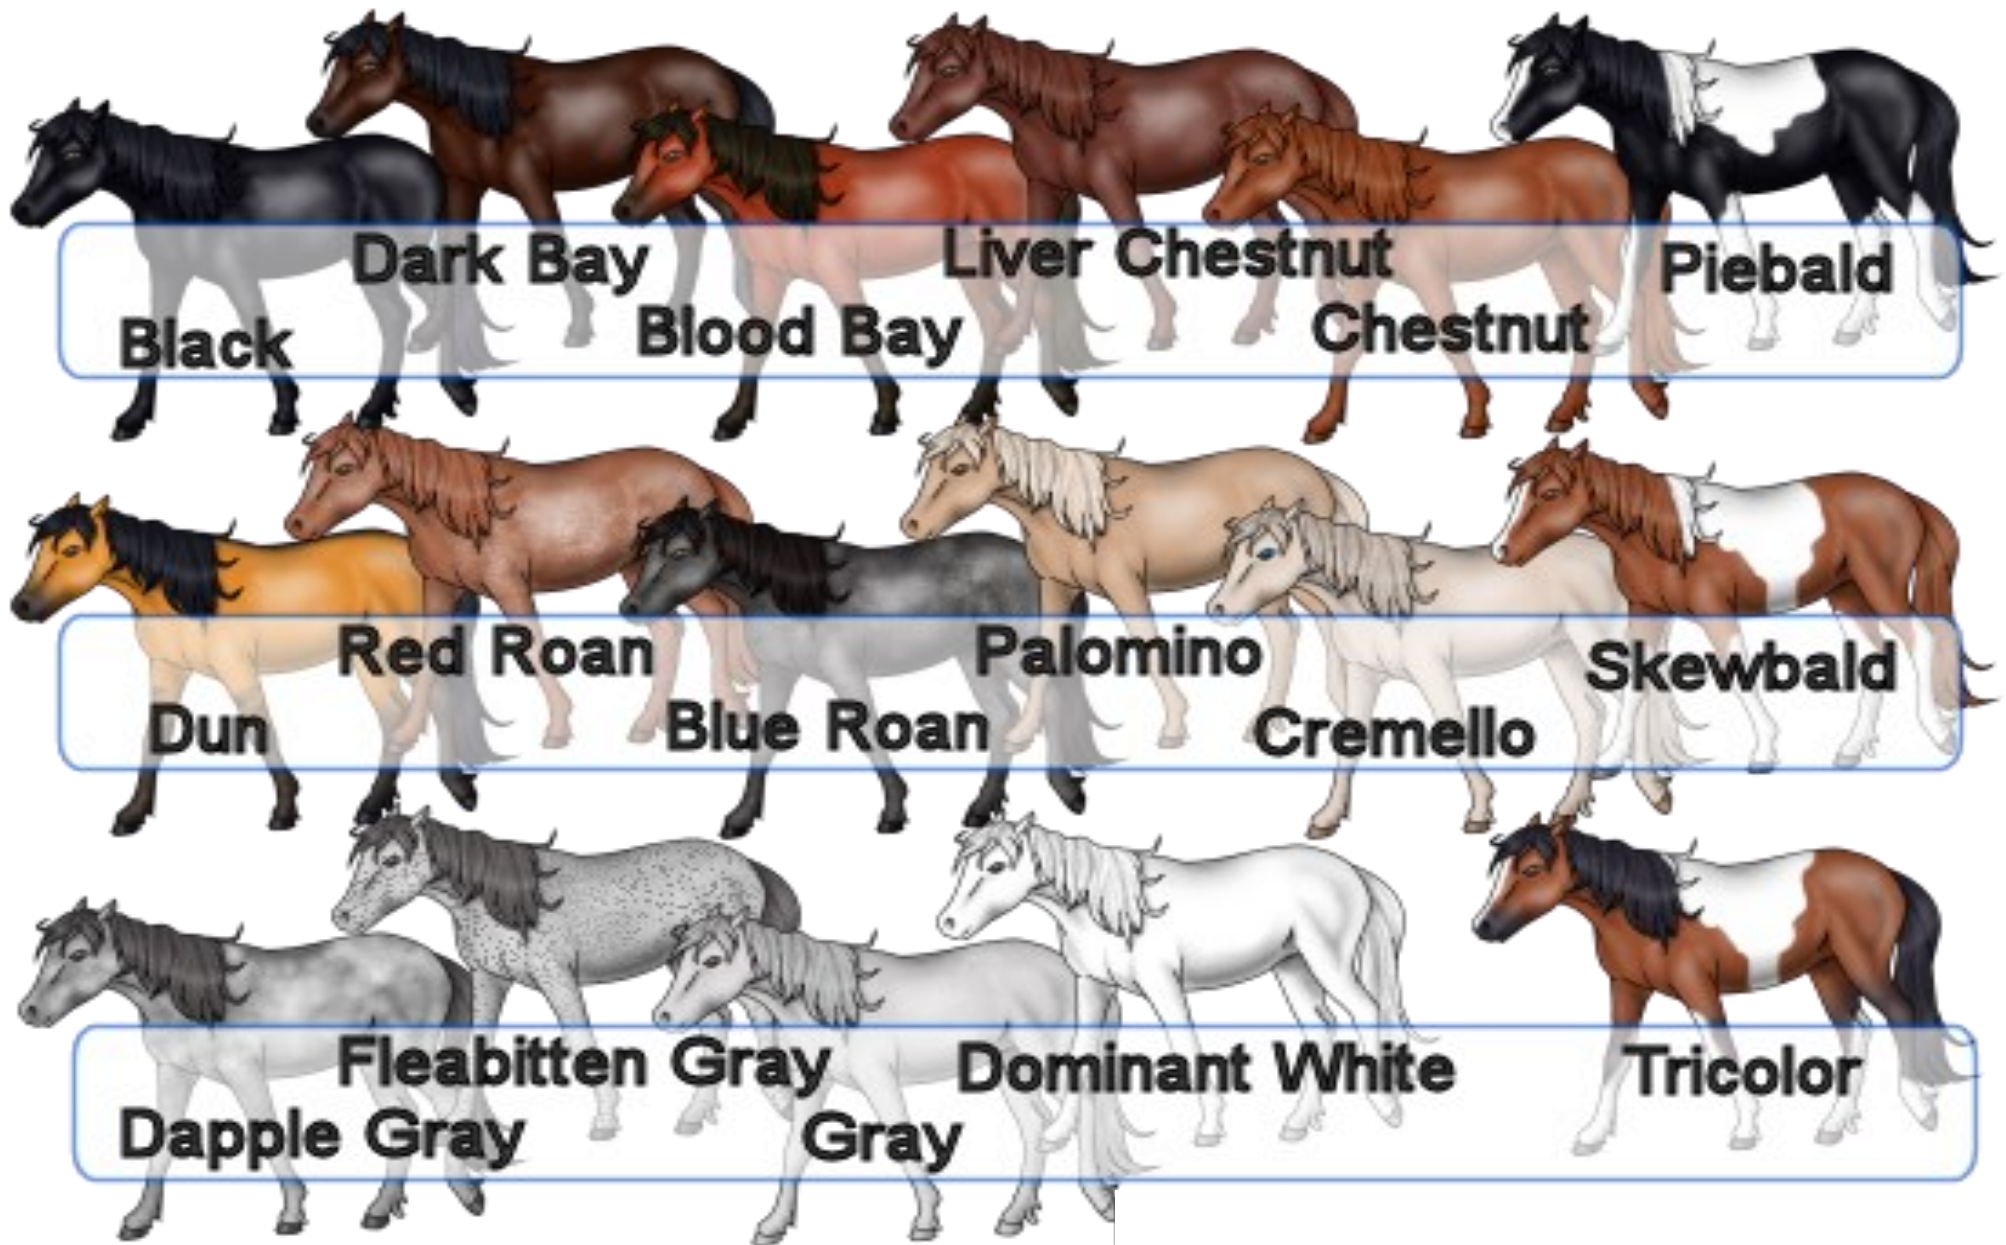 Black
Dark Bay
Blood Bay
Liver Chestnut
Chestnut
Piebald
Dun
Red Roan
Blue Roan
Palomino
Cremello
Skewbald
Dapple Gray
Fleabitten Gray
Gray
Dominant White
Tricolor